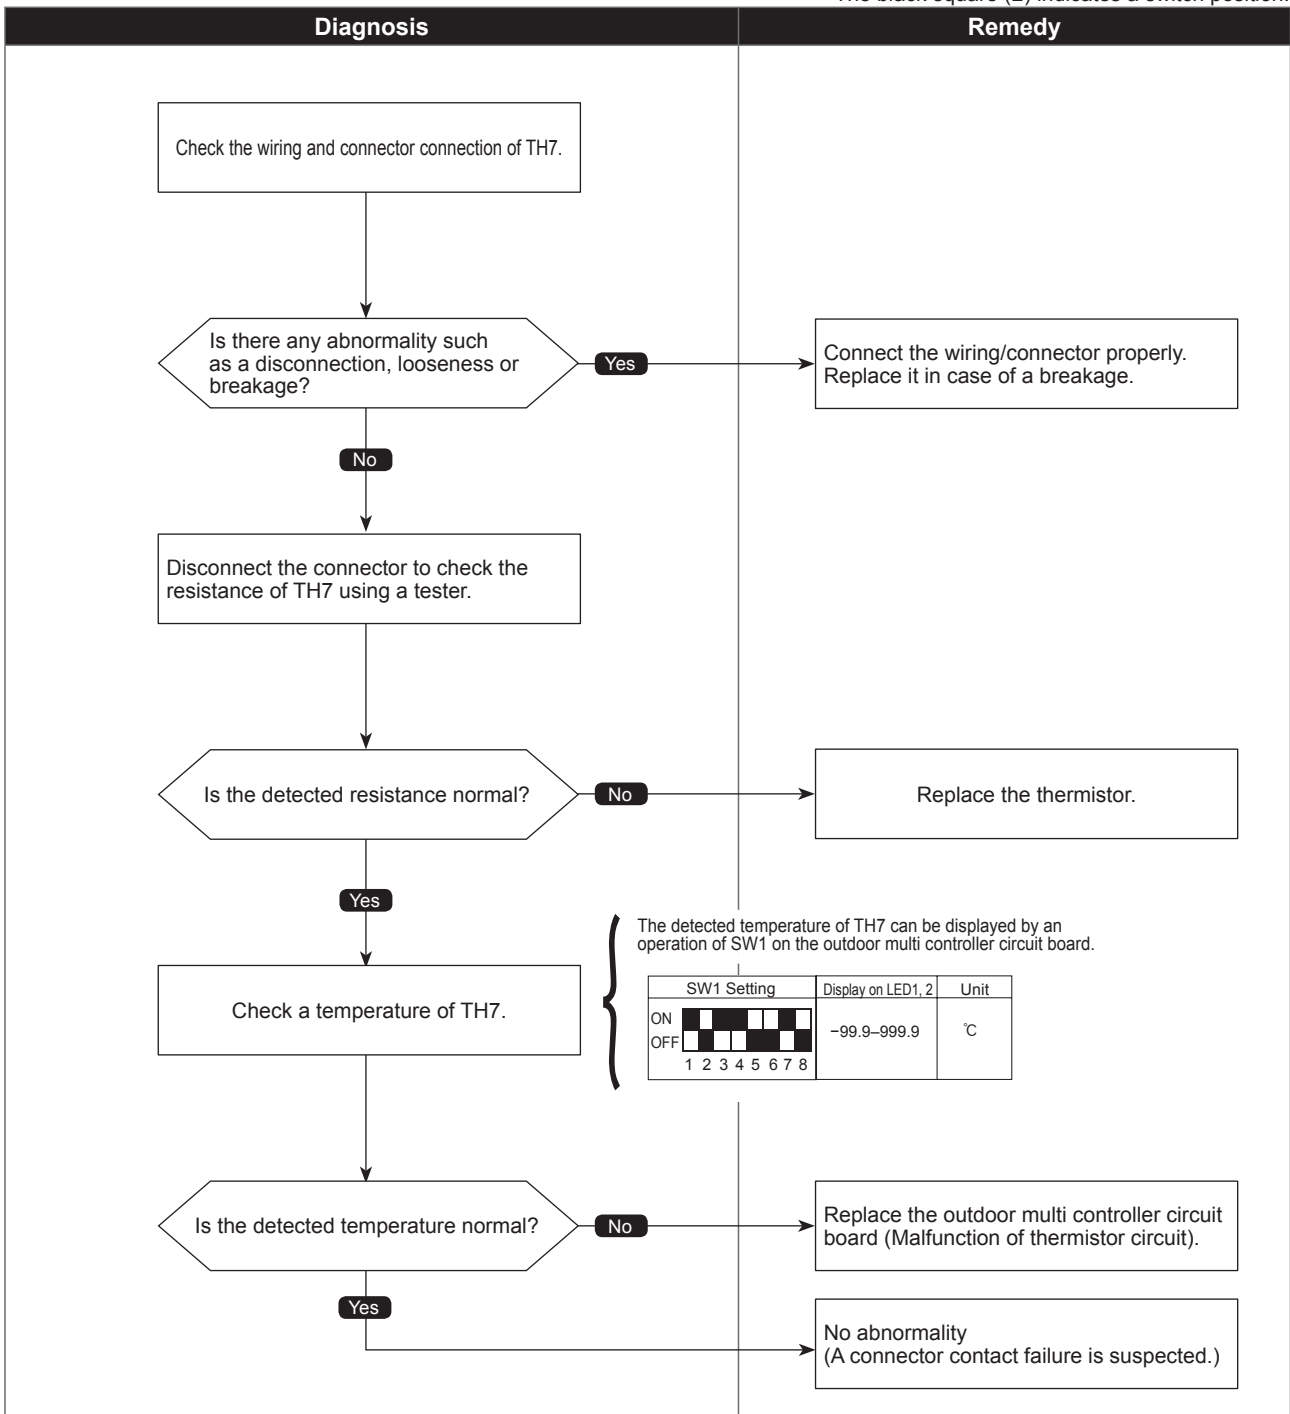 Diagnosis
Remedy
Check the wiring and connector connection of TH7.
Is there any abnormality such
as a disconnection, looseness or
breakage?
Yes
Connect the wiring/connector properly.
Replace it in case of a breakage.
No
Disconnect the connector to check the
resistance of TH7 using a tester.
Is the detected resistance normal?
No
Replace the thermistor.
Yes
The detected temperature of TH7 can be displayed by an
operation of SW1 on the outdoor multi controller circuit board.
Check a temperature of TH7.
SW1 Setting
Display on LED1, 2
Unit
ON
OFF
1 2 3 4 5 6 7 8
−99.9–999.9
℃
Is the detected temperature normal?
No
Replace the outdoor multi controller circuit
board (Malfunction of thermistor circuit).
Yes
No abnormality
(A connector contact failure is suspected.)